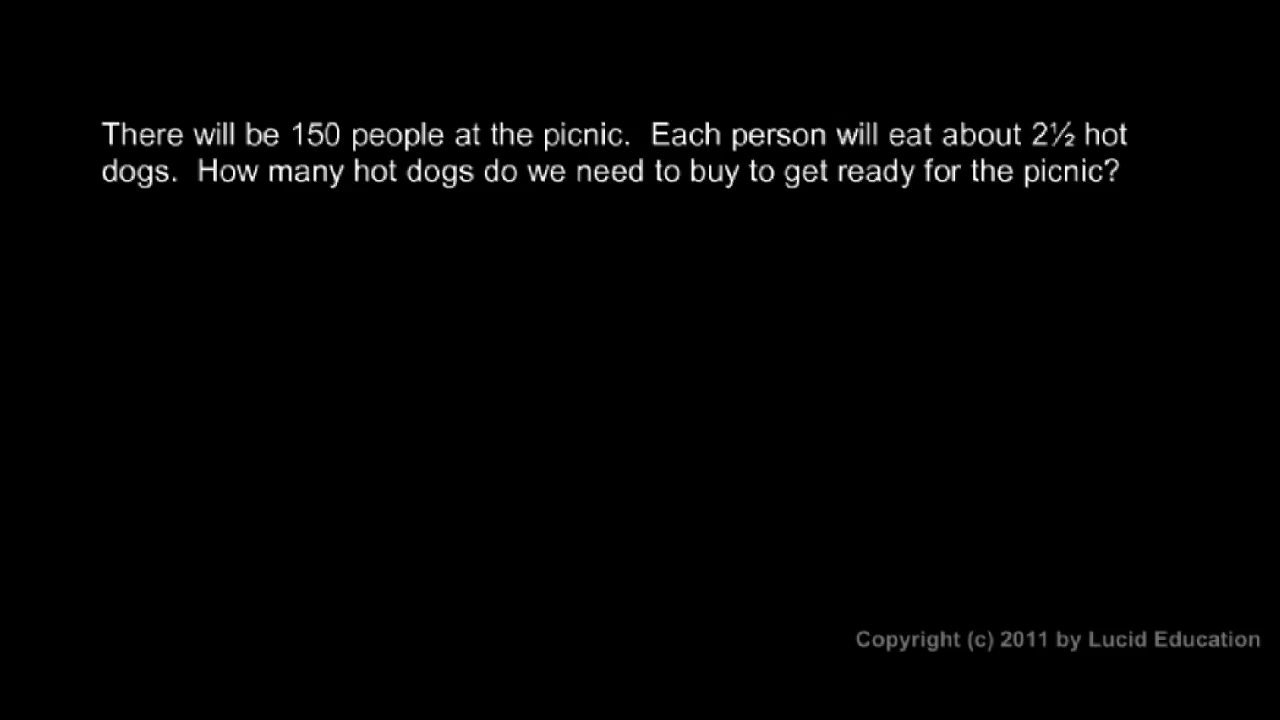 There will be 150 people at the picnic.  Each person will eat about 2½ hot
dogs.  How many hot dogs do we need to buy to get ready for the picnic?
Copyright (c) 2011 by Lucid Education